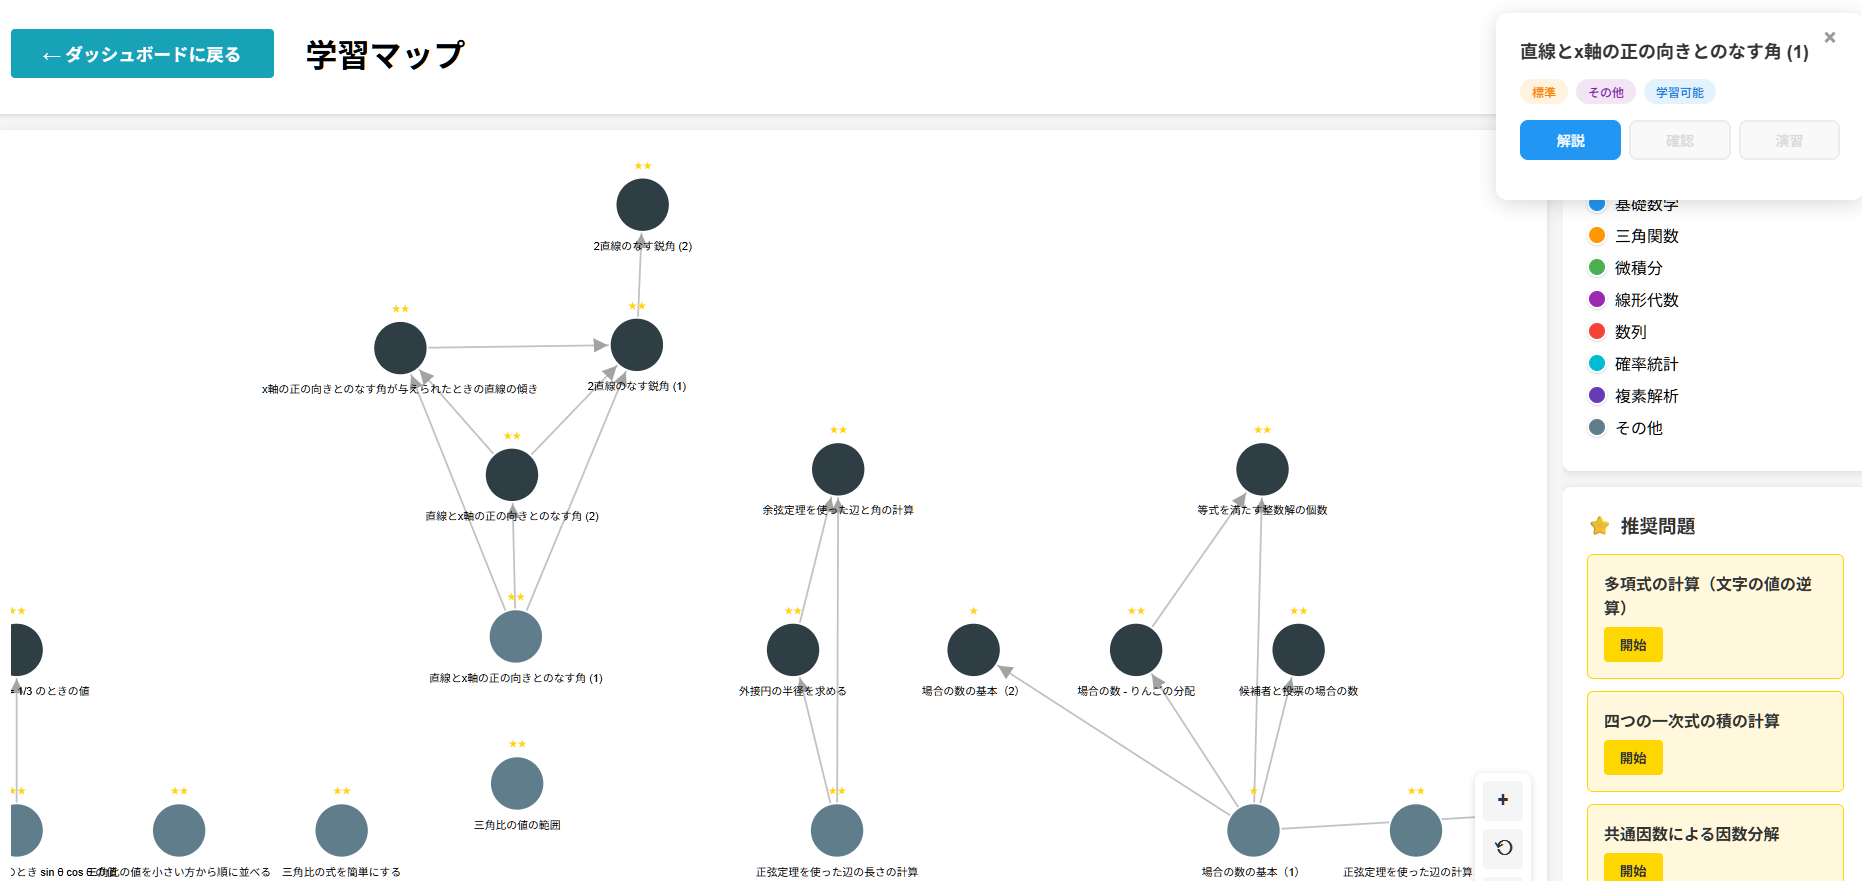 ←ダッシュボードに戻る
学習マップ
直線とx軸の正の向きとのなす角 (1)
×
標準 その他 学習可能
解説 確認 演習
基礎数学
三角関数
微積分
線形代数
数列
確率統計
複素解析
その他
★★
2直線のなす鋭角 (2)
★★
x軸の正の向きとのなす角が与えられたときの直線の傾き
★★
2直線のなす鋭角 (1)
★★
直線とx軸の正の向きとのなす角 (2)
★★
直線とx軸の正の向きとのなす角 (1)
★★
余弦定理を使った辺と角の計算
★★
等式を満たす整数解の個数
★★
1/3 のときの値
★★
外接円の半径を求める
★
場合の数の基本（2）
★★
場合の数 - りんごの分配
★★
候補者と投票の場合の数
★★
三角比の値の範囲
★★
のとき sin θ cos θ の値
★★
三角比の値を小さい方から順に並べる
★★
三角比の式を簡単にする
★★
正弦定理を使った辺の長さの計算
★
場合の数の基本（1）
★★
正弦定理を使った辺の計算
+
推奨問題
多項式の計算（文字の値の逆
算）
開始
四つの一次式の積の計算
開始
共通因数による因数分解
開始